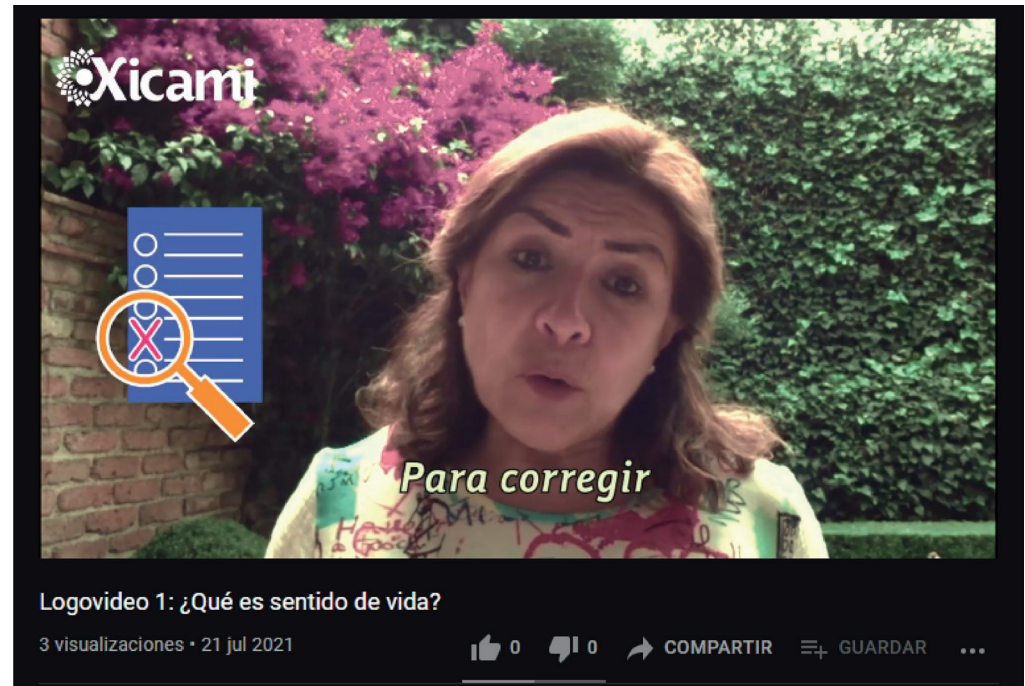 Xicami
Para corregir
Logovideo 1: ¿Qué es sentido de vida?
3 visualizaciones • 21 jul 2021
0 0 COMPARTIR GUARDAR